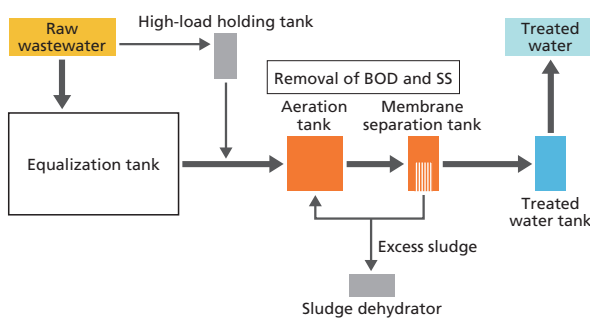 Raw
wastewater
High-load holding tank
Treated
water
Removal of BOD and SS
Aeration
tank
Membrane
separation tank
Equalization tank
Treated
water tank
Excess sludge
Sludge dehydrator